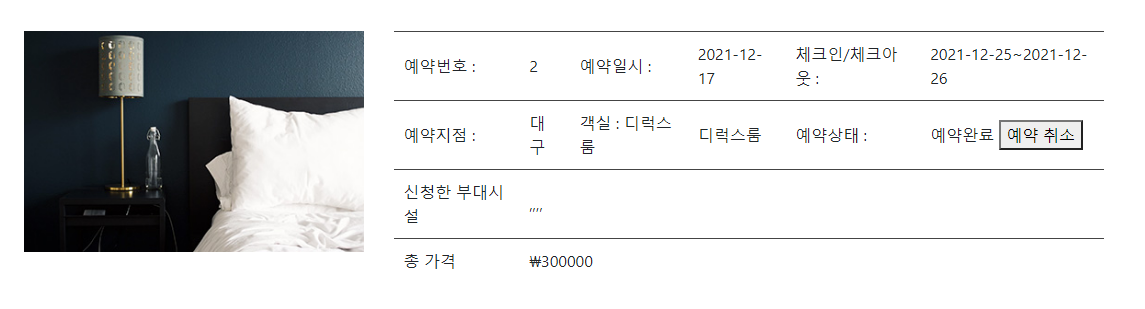 예약번호 : 2 예약일시 : 2021-12- 체크인/체크아 2021-12-25~2021-12-
17 웃 : 26
예약지점 : 대 객실 : 디럭스 디럭스룸 예약상태 : 예약완료 예약 취소
구 룸
신청한 부대시
설 ,,,,
총 가격 ₩300000